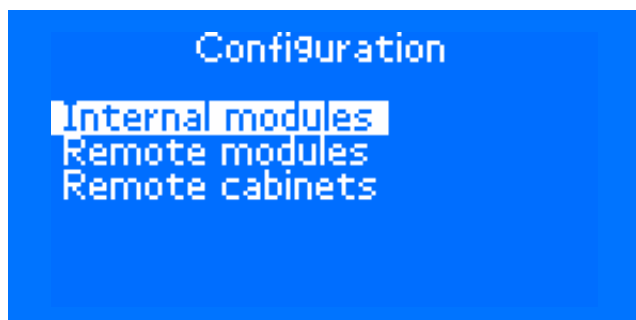 Configuration
Internal modules
Remote modules
Remote cabinets